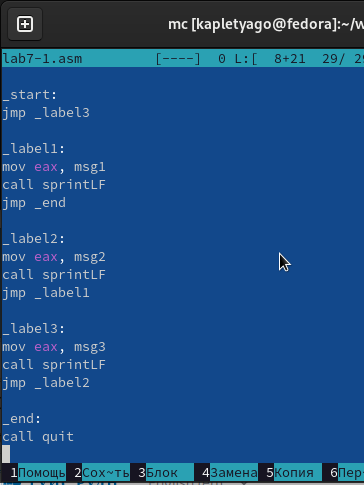 mc [kapletyago@fedora]:~/w
lab7-1.asm [----] 0 L:[ 8+21 29/ 29
_start:
jmp _label3
_label1:
mov eax, msg1
call sprintLF
jmp _end
_label2:
mov eax, msg2
call sprintLF
jmp _label1
_label3:
mov eax, msg3
call sprintLF
jmp _label2
_end:
call quit
1Помощь 2Сох~ть 3Блок 4Замена 5Копия 6Пер